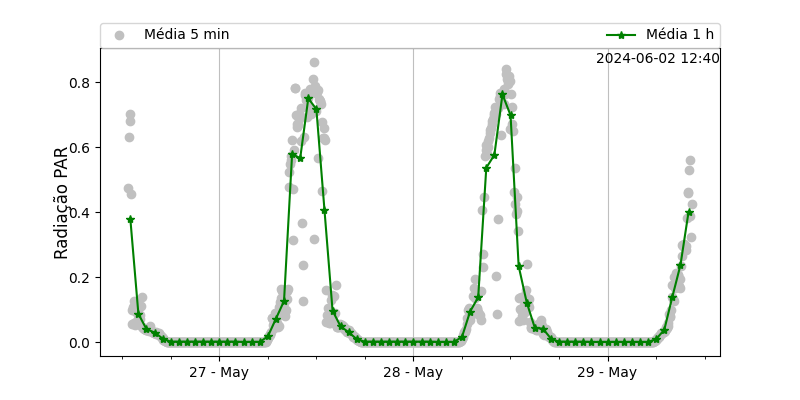 Média 5 min
Média 1 h
2024-06-02 12:40
Radiação PAR
0.8
0.6
0.4
0.2
0.0
27 - May
28 - May
29 - May